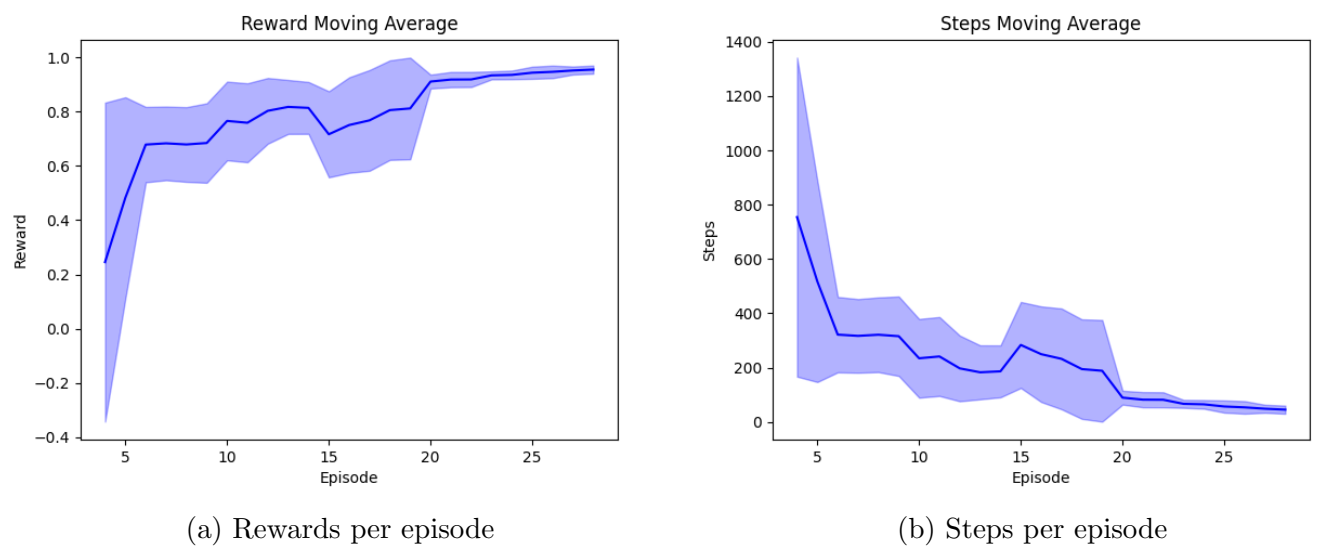 Reward Moving Average
1.0
0.8
0.6
0.4
0.2
0.0
−0.2
−0.4
Reward
5 10 15 20 25
Episode
(a) Rewards per episode
Steps Moving Average
1400
1200
1000
800
600
400
200
0
Steps
5 10 15 20 25
Episode
(b) Steps per episode